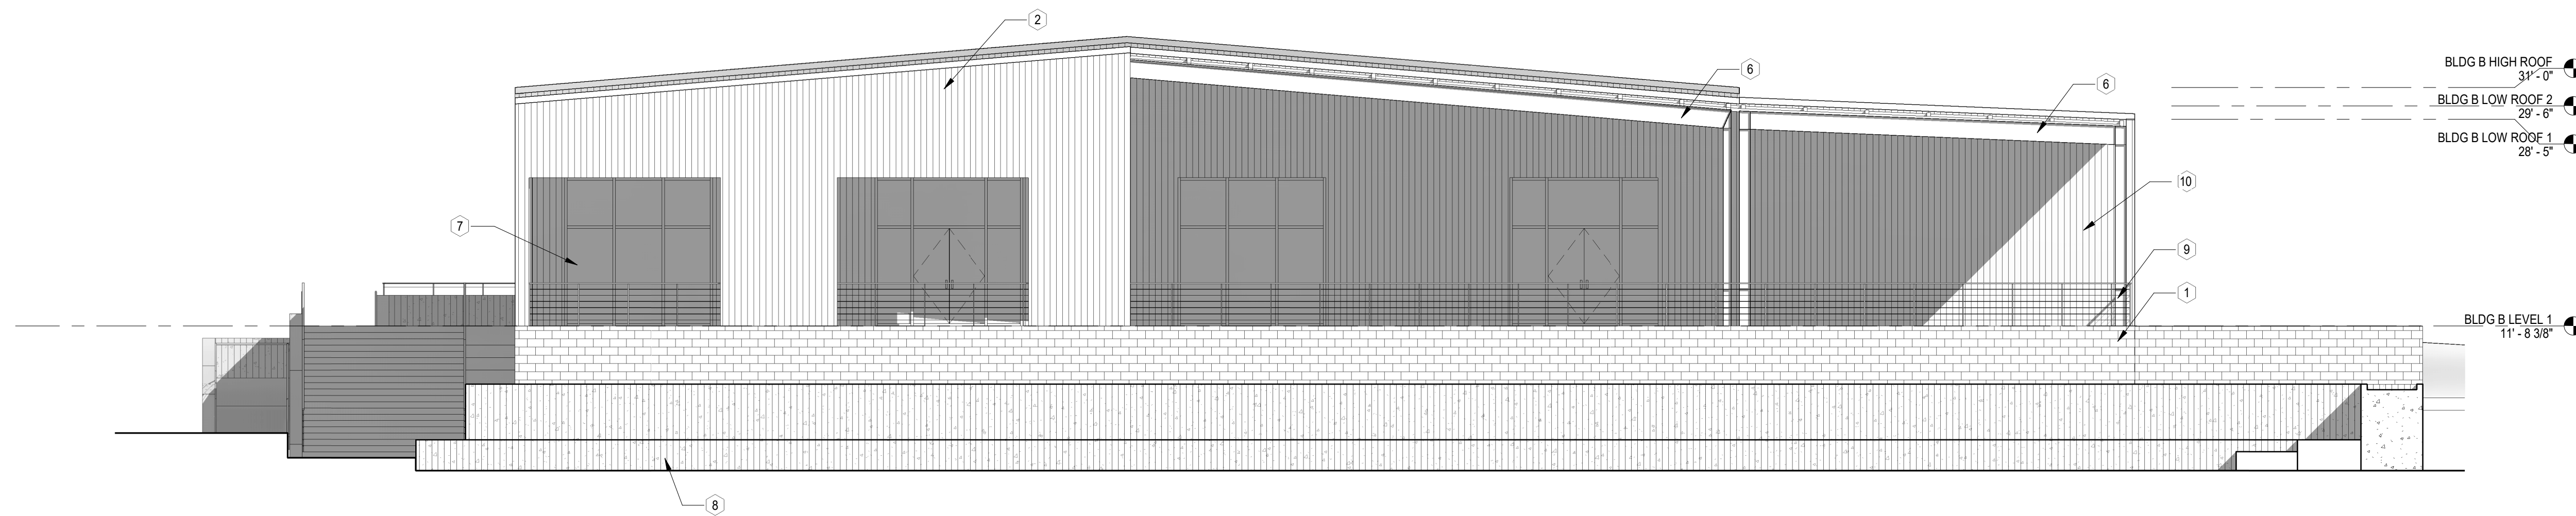 2
6
6
BLDG B HIGH ROOF
31' - 0"
BLDG B LOW ROOF 2
29' - 6"
BLDG B LOW ROOF 1
28' - 5"
10
7
9
1
BLDG B LEVEL 1
11' - 8 3/8"
8